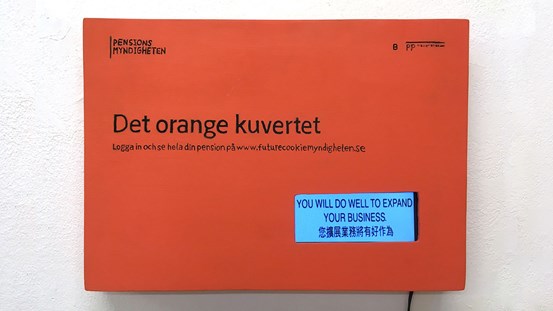 PENSIONS
MYNDIGHETEN
B PP
Det orange kuvertet
Logga in och se hela din pension på www.futurecookiemyndigheten.se
YOU WILL DO WELL TO EXPAND
YOUR BUSINESS.
您擴展業務將有好作為